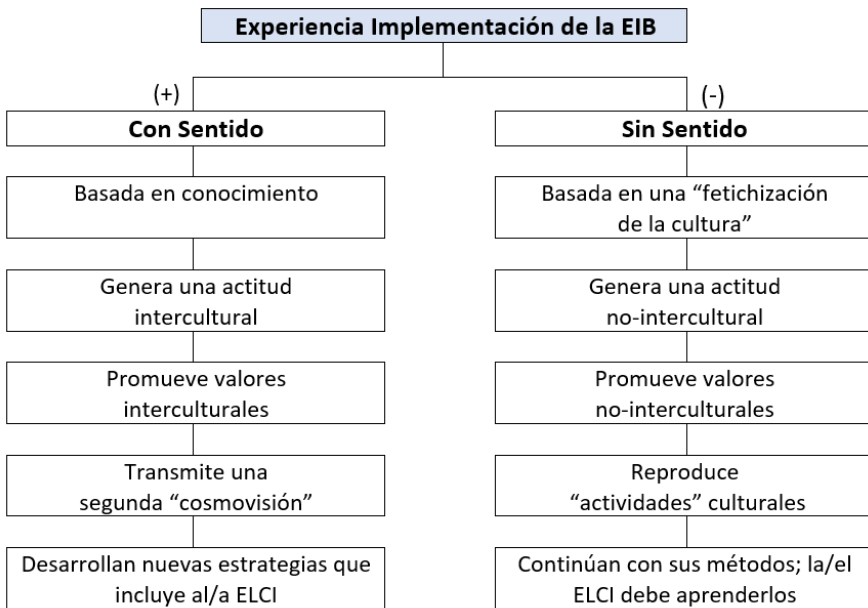 Experiencia Implementación de la EIB
(+)
Con Sentido
Basada en conocimiento
Genera una actitud
intercultural
Promueve valores
interculturales
Transmite una
segunda “cosmovisión”
Desarrollan nuevas estrategias que
incluye al/a ELCI
(-)
Sin Sentido
Basada en una “fetichización
de la cultura”
Genera una actitud
no-intercultural
Promueve valores
no-interculturales
Reproduce
“actividades” culturales
Continúan con sus métodos; la/el
ELCI debe aprenderlos